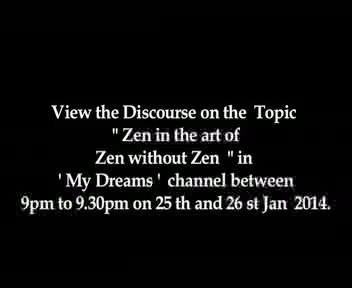 View the Discourse on the Topic
" Zen in the art of
Zen without Zen " in
' My Dreams ' channel between
9pm to 9.30pm on 25 th and 26 st Jan 2014.